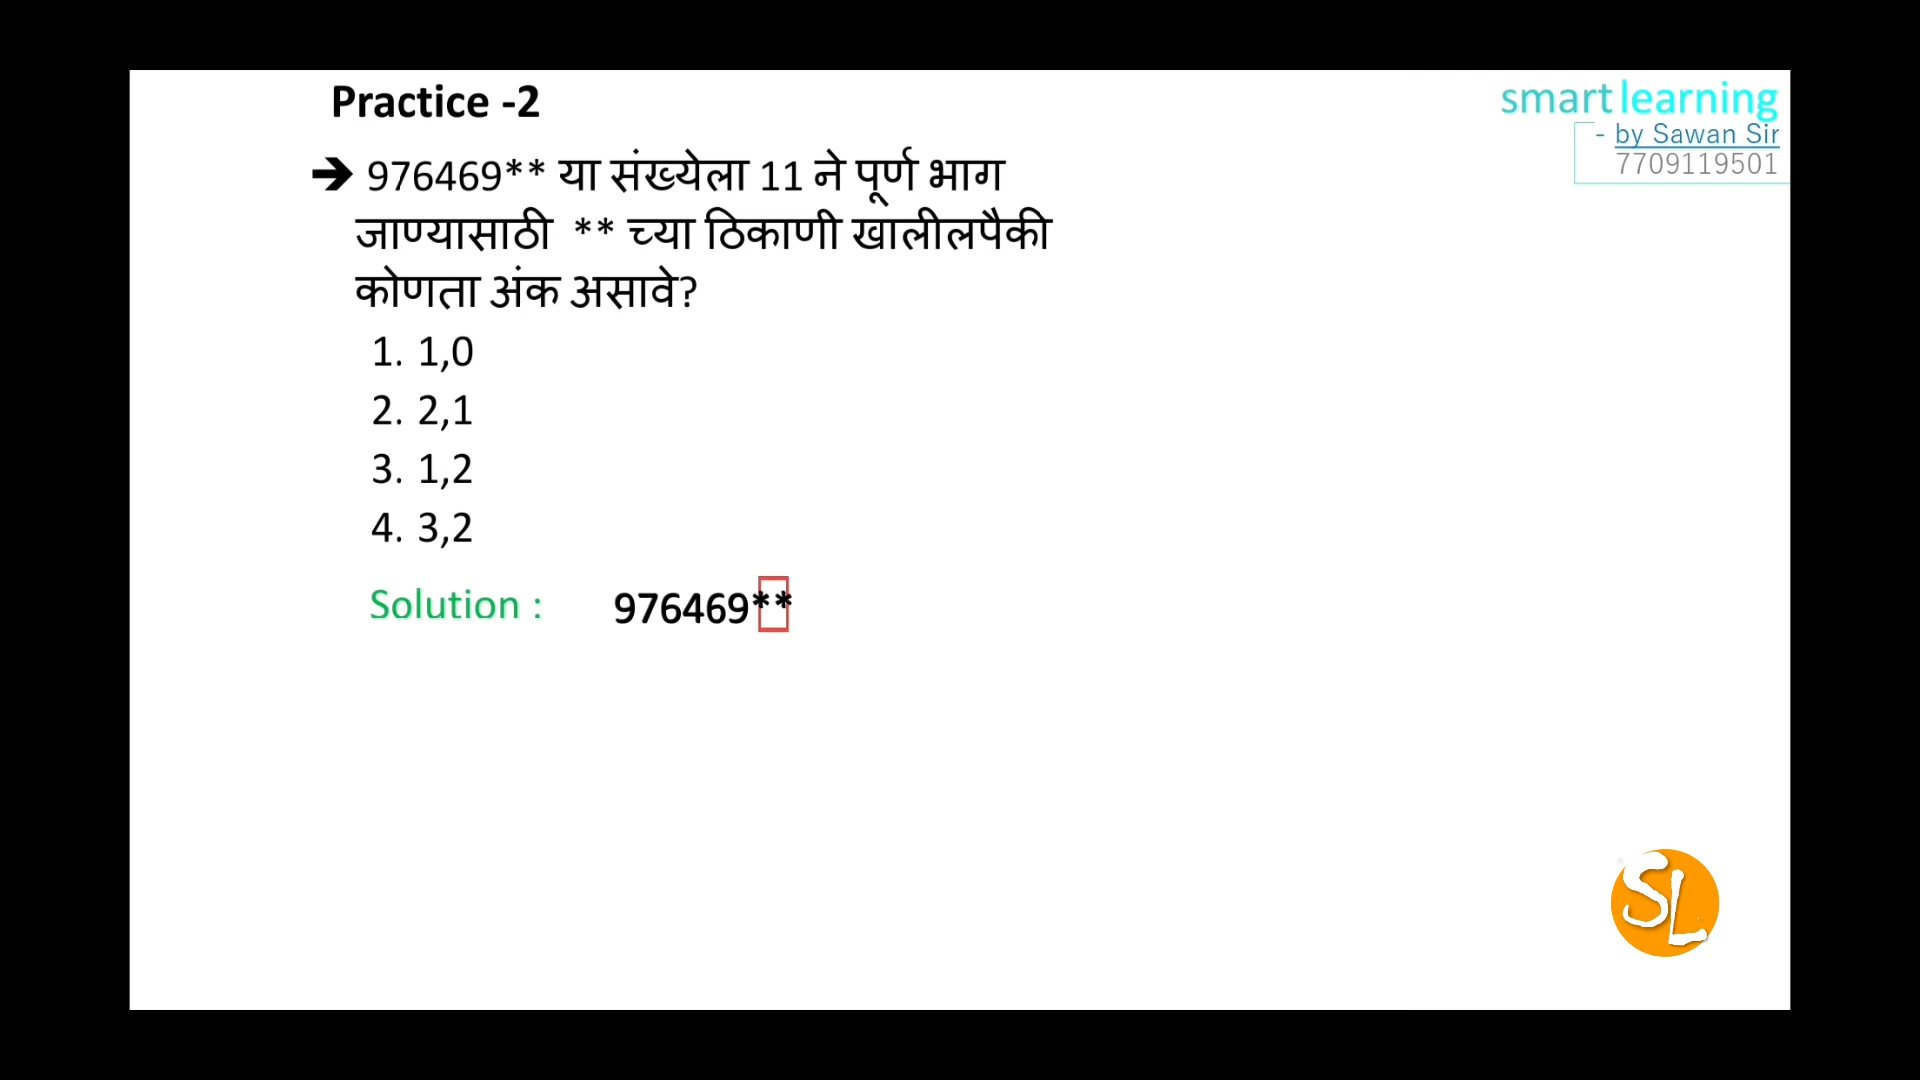 Practice -2
smart learning
- by Sawan Sir
7709119501
➔ 976469** या संख्येला 11 ने पूर्ण भाग
जाण्यासाठी ** च्या ठिकाणी खालीलपैकी
कोणता अंक असावे?
1. 1,0
2. 2,1
3. 1,2
4. 3,2
Solution : 976469**
SL